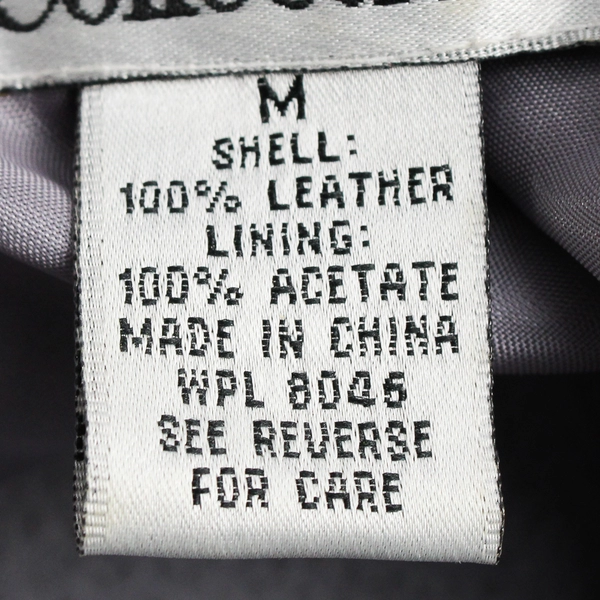 M
SHELL:
100% LEATHER
LINING:
100% ACETATE
MADE IN CHINA
WPL 8046
SEE REVERSE
FOR CARE